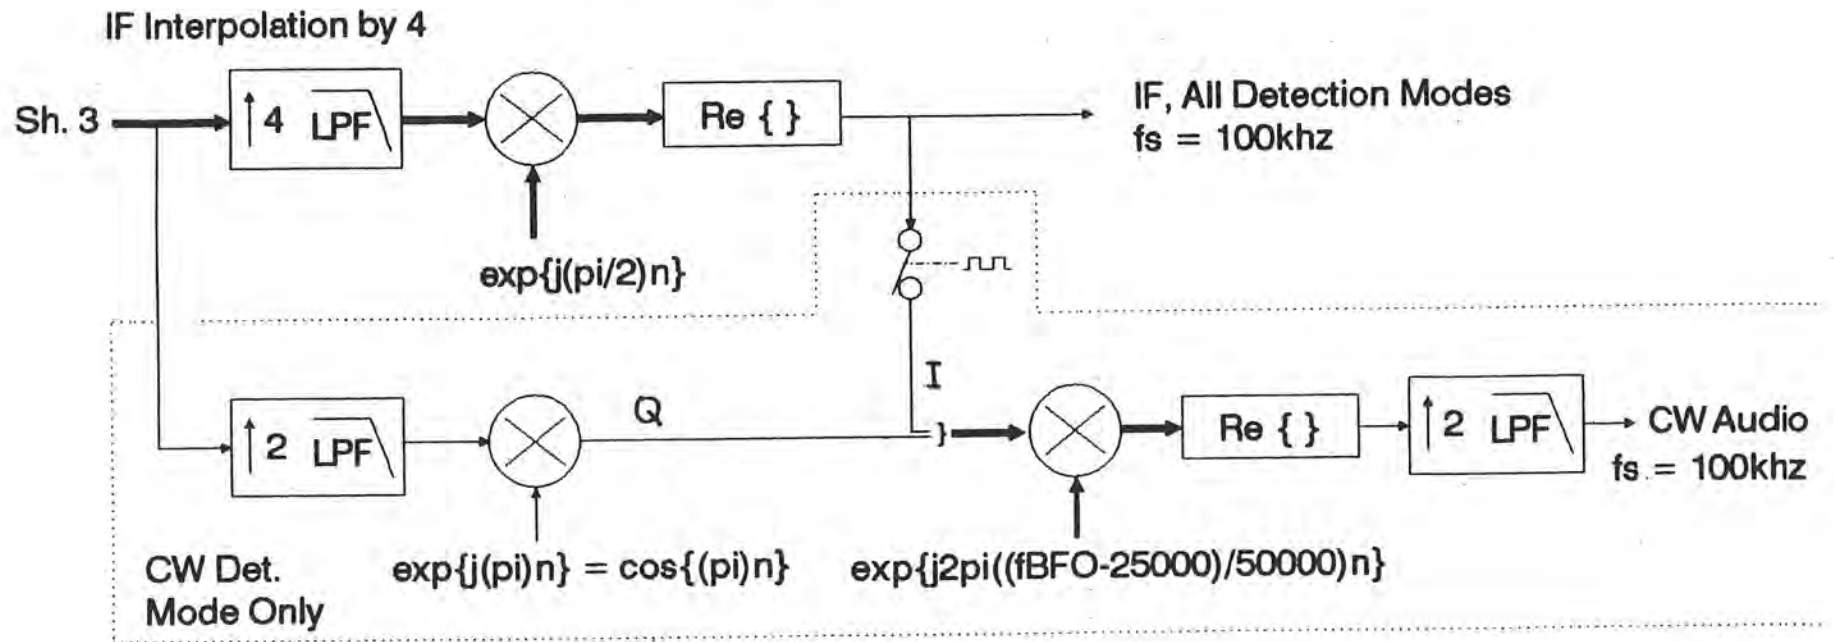 IF Interpolation by 4
Sh. 3
4 LPF
Re { }
IF, All Detection Modes
fs = 100khz
exp{j(pi/2)n}
I
Q
2 LPF
}
Re { }
2 LPF
CW Audio
fs = 100khz
CW Det.
Mode Only
exp{j(pi)n} = cos{(pi)n}
exp{j2pi((fBFO-25000)/50000)n}